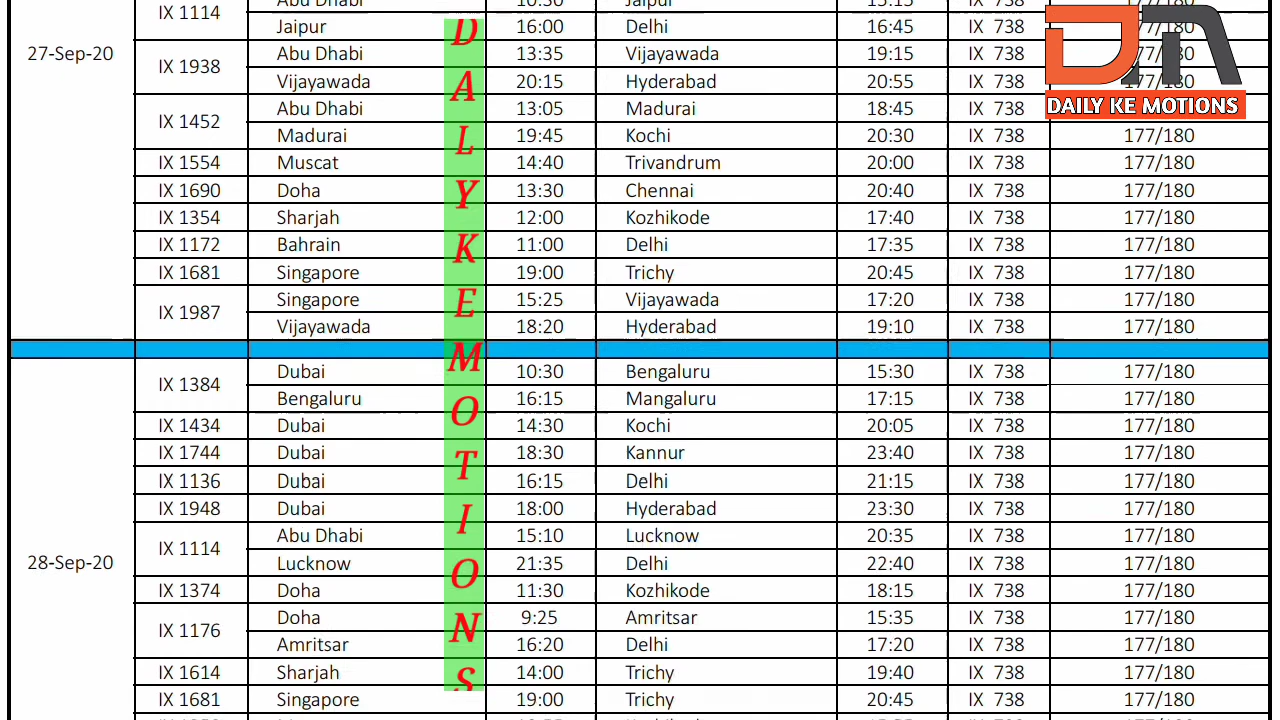 IX 1114 Abu Dhabi 10:30 Jaipur 15:15 IX 738 177/180
Jaipur 16:00 Delhi 16:45 IX 738 177/180
27-Sep-20
IX 1938 Abu Dhabi 13:35 Vijayawada 19:15 IX 738
Vijayawada 20:15 Hyderabad 20:55 IX 738
IX 1452 Abu Dhabi 13:05 Madurai 18:45 IX 738
Madurai 19:45 Kochi 20:30 IX 738 177/180
IX 1554 Muscat 14:40 Trivandrum 20:00 IX 738 177/180
IX 1690 Doha 13:30 Chennai 20:40 IX 738 177/180
IX 1354 Sharjah 12:00 Kozhikode 17:40 IX 738 177/180
IX 1172 Bahrain 11:00 Delhi 17:35 IX 738 177/180
IX 1681 Singapore 19:00 Trichy 20:45 IX 738 177/180
IX 1987 Singapore 15:25 Vijayawada 17:20 IX 738 177/180
Vijayawada 18:20 Hyderabad 19:10 IX 738 177/180
28-Sep-20
IX 1384 Dubai 10:30 Bengaluru 15:30 IX 738 177/180
Bengaluru 16:15 Mangaluru 17:15 IX 738 177/180
IX 1434 Dubai 14:30 Kochi 20:05 IX 738 177/180
IX 1744 Dubai 18:30 Kannur 23:40 IX 738 177/180
IX 1136 Dubai 16:15 Delhi 21:15 IX 738 177/180
IX 1948 Dubai 18:00 Hyderabad 23:30 IX 738 177/180
IX 1114 Abu Dhabi 15:10 Lucknow 20:35 IX 738 177/180
Lucknow 21:35 Delhi 22:40 IX 738 177/180
IX 1374 Doha 11:30 Kozhikode 18:15 IX 738 177/180
IX 1176 Doha 9:25 Amritsar 15:35 IX 738 177/180
Amritsar 16:20 Delhi 17:20 IX 738 177/180
IX 1614 Sharjah 14:00 Trichy 19:40 IX 738 177/180
IX 1681 Singapore 19:00 Trichy 20:45 IX 738 177/180
DALYKEMOTIONS
DM
DAILY KE MOTIONS